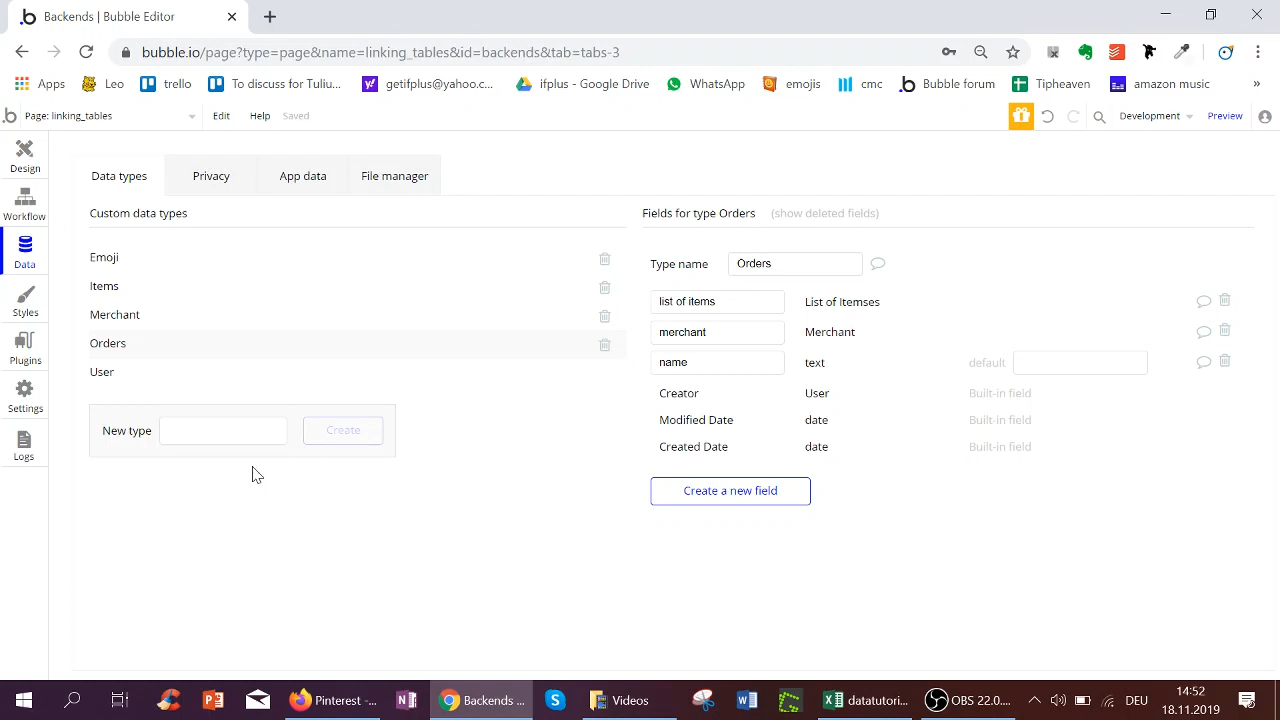 Backends | Bubble Editor
bubble.io/page?type=page&name=linking_tables&id=backends&tab=tabs-3
Apps Leo trello To discuss for Tuliu... getifplus@yahoo.c... ifplus - Google Drive WhatsApp emojis cmc Bubble forum Tipheaven amazon music »
Page: linking_tables Edit Help Saved Development Preview
Design
Workflow
Data
Styles
Plugins
Settings
Logs
Data types Privacy App data File manager
Custom data types
Emoji
Items
Merchant
Orders
User
New type Create
Fields for type Orders (show deleted fields)
Type name Orders
list of items List of Itemses
merchant Merchant
name text default
Creator User Built-in field
Modified Date date Built-in field
Created Date date Built-in field
Create a new field
Pinterest -... Backends ... Videos datatutori... OBS 22.0.... DEU
14:52
18.11.2019